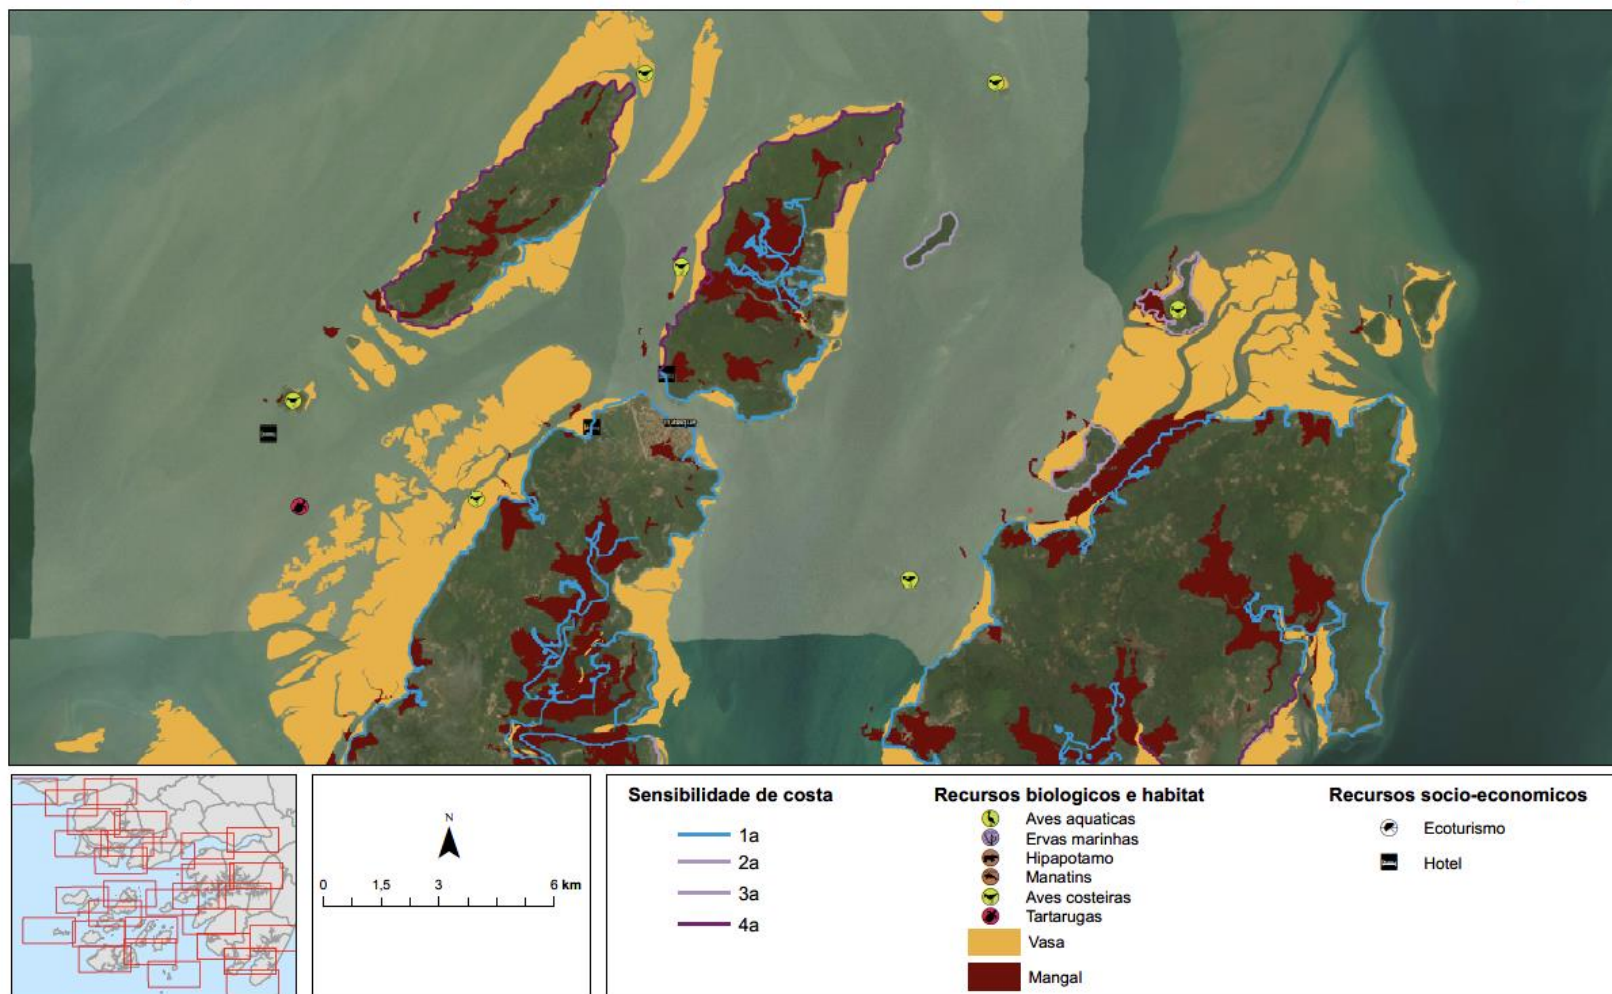 N
0 1,5 3 6 km
Sensibilidade de costa
1a
2a
3a
4a
Recursos biologicos e habitat
Aves aquaticas
Ervas marinhas
Hipapotamo
Manatins
Aves costeiras
Tartarugas
Vasa
Mangal
Recursos socio-economicos
Ecoturismo
Hotel